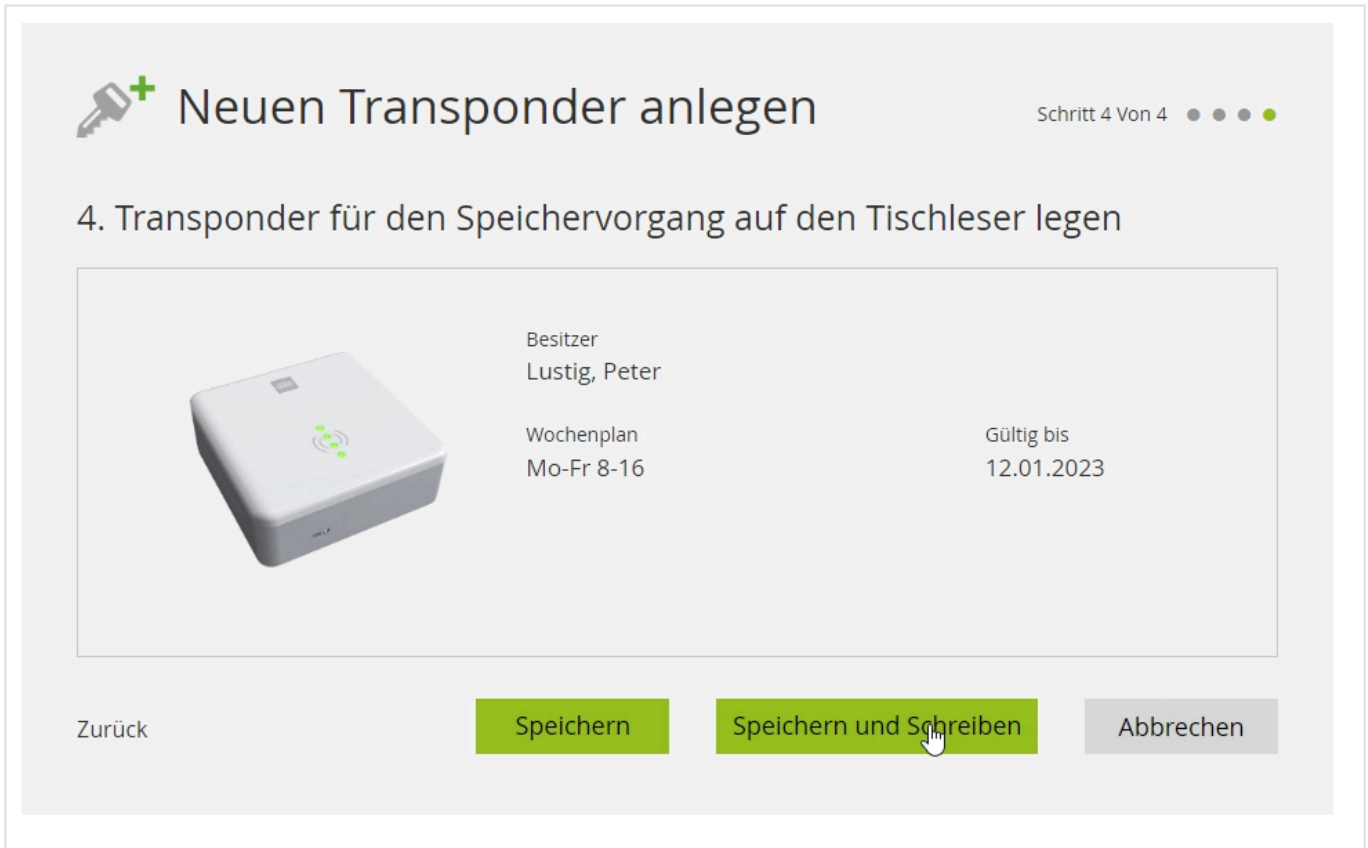 Neuen Transponder anlegen
Schritt 4 Von 4
4. Transponder für den Speichervorgang auf den Tischleser legen
Besitzer
Lustig, Peter
Wochenplan
Mo-Fr 8-16
Gültig bis
12.01.2023
Zurück
Speichern
Speichern und Schreiben
Abbrechen